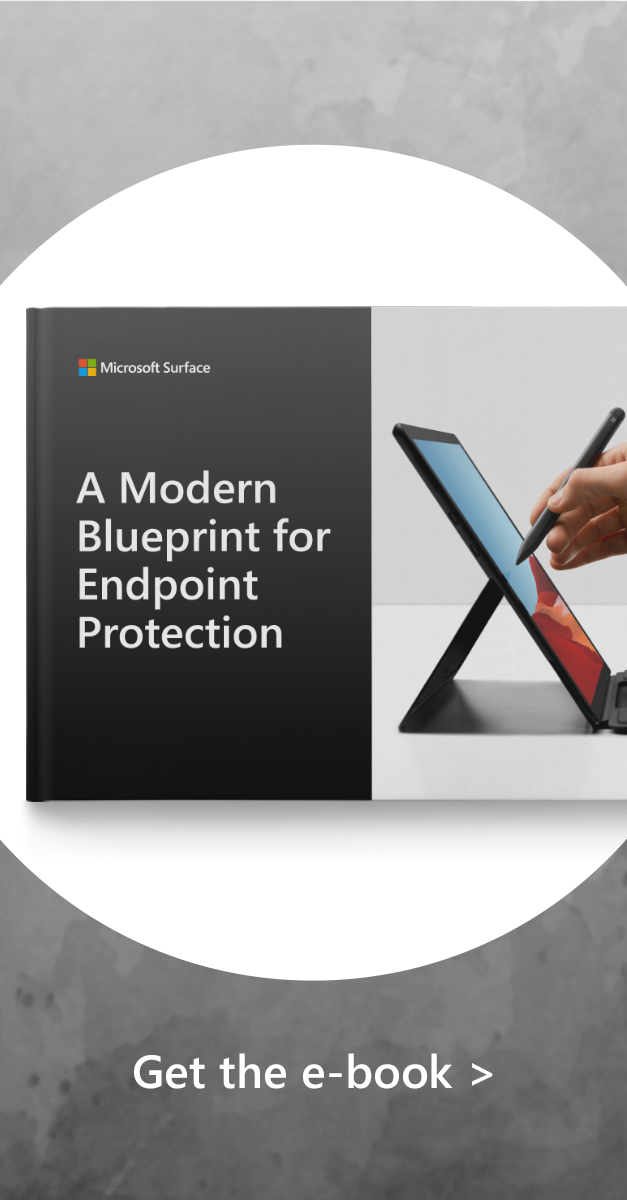 Microsoft Surface
A Modern
Blueprint for
Endpoint
Protection
Get the e-book >